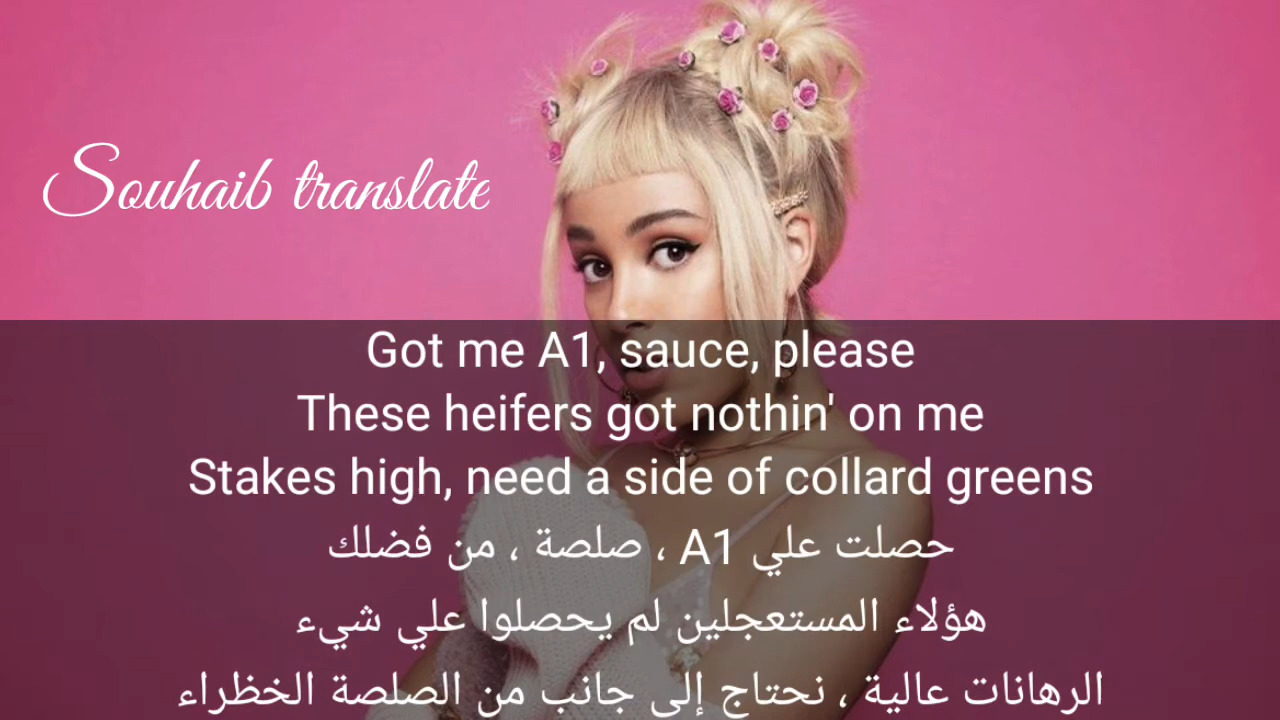 Souhaib translate
Got me A1, sauce, please
These heifers got nothin' on me
Stakes high, need a side of collard greens
حصلت علي A1 ، صلصة ، من فضلك
هؤلاء المستعجلين لم يحصلوا علي شيء
الرهانات عالية ، نحتاج إلى جانب من الصلصة الخظراء